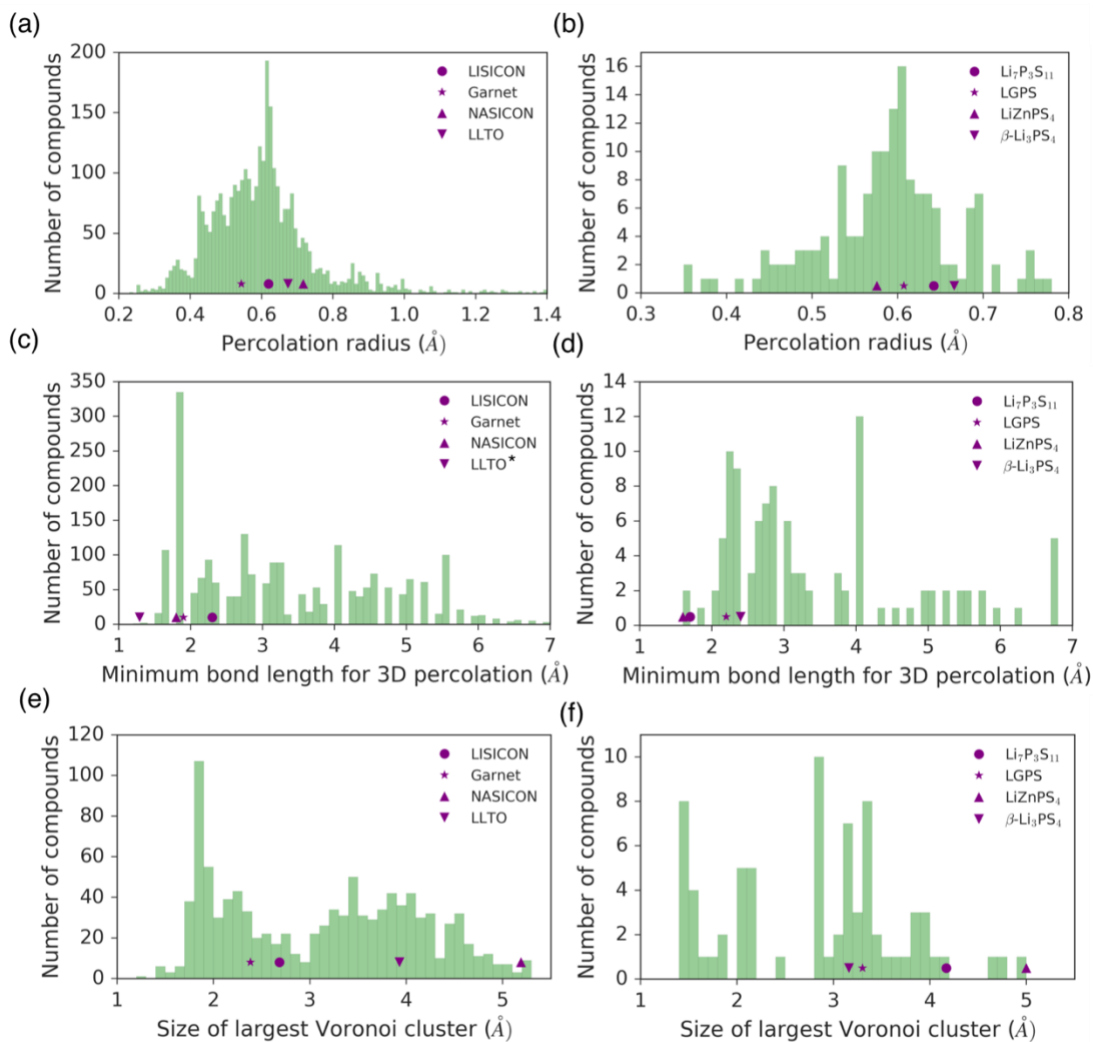 (a)
200
150
100
50
0
Number of compounds
0.2 0.4 0.6 0.8 1.0 1.2 1.4
Percolation radius (Å)
LISICON
Garnet
NASICON
LLTO
(b)
16
14
12
10
8
6
4
2
0
Number of compounds
0.3 0.4 0.5 0.6 0.7 0.8
Percolation radius (Å)
Li₇P₃S₁₁
LGPS
LiZnPS₄
β-Li₃PS₄
(c)
350
300
250
200
150
100
50
0
Number of compounds
1 2 3 4 5 6 7
Minimum bond length for 3D percolation (Å)
LISICON
Garnet
NASICON
LLTO★
(d)
14
12
10
8
6
4
2
0
Number of compounds
1 2 3 4 5 6 7
Minimum bond length for 3D percolation (Å)
Li₇P₃S₁₁
LGPS
LiZnPS₄
β-Li₃PS₄
(e)
120
100
80
60
40
20
0
Number of compounds
1 2 3 4 5
Size of largest Voronoi cluster (Å)
LISICON
Garnet
NASICON
LLTO
(f)
10
8
6
4
2
0
Number of compounds
1 2 3 4 5
Size of largest Voronoi cluster (Å)
Li₇P₃S₁₁
LGPS
LiZnPS₄
β-Li₃PS₄